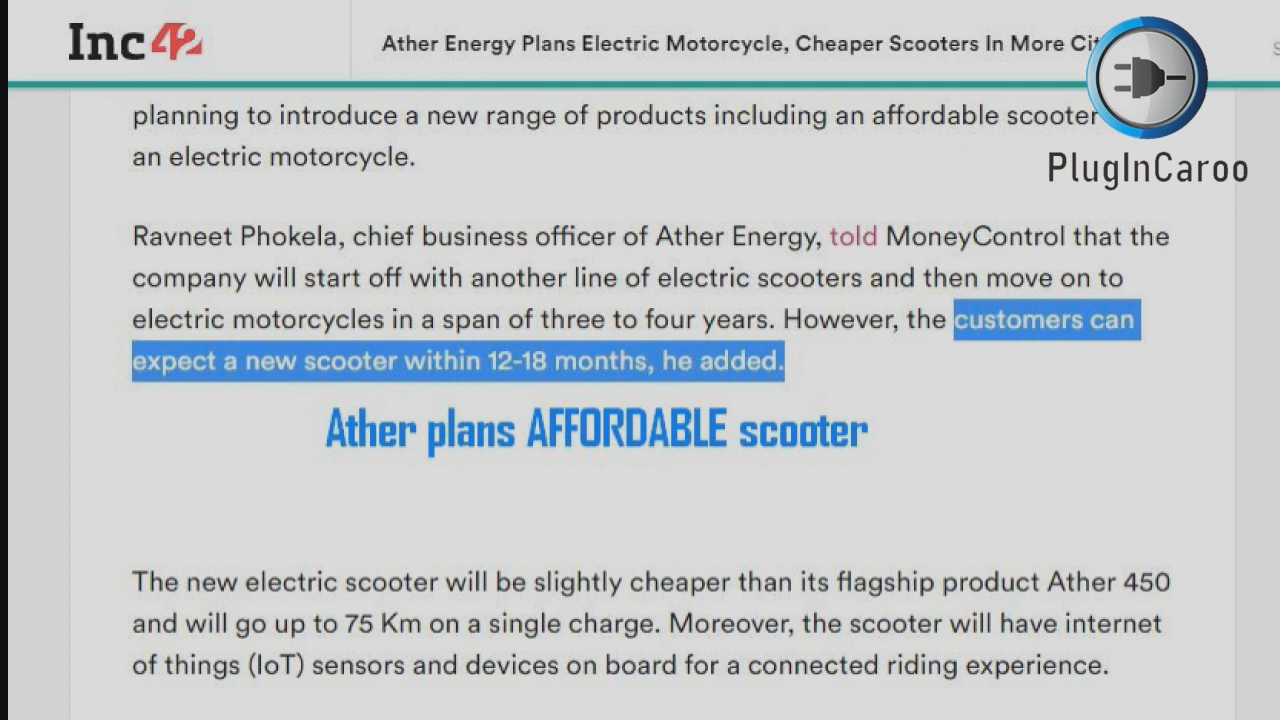 Inc42
Ather Energy Plans Electric Motorcycle, Cheaper Scooters In More
PlugInCaroo
planning to introduce a new range of products including an affordable scooter
an electric motorcycle.
Ravneet Phokela, chief business officer of Ather Energy, told MoneyControl that the
company will start off with another line of electric scooters and then move on to
electric motorcycles in a span of three to four years. However, the customers can
expect a new scooter within 12-18 months, he added.
Ather plans AFFORDABLE scooter
The new electric scooter will be slightly cheaper than its flagship product Ather 450
and will go up to 75 Km on a single charge. Moreover, the scooter will have internet
of things (IoT) sensors and devices on board for a connected riding experience.